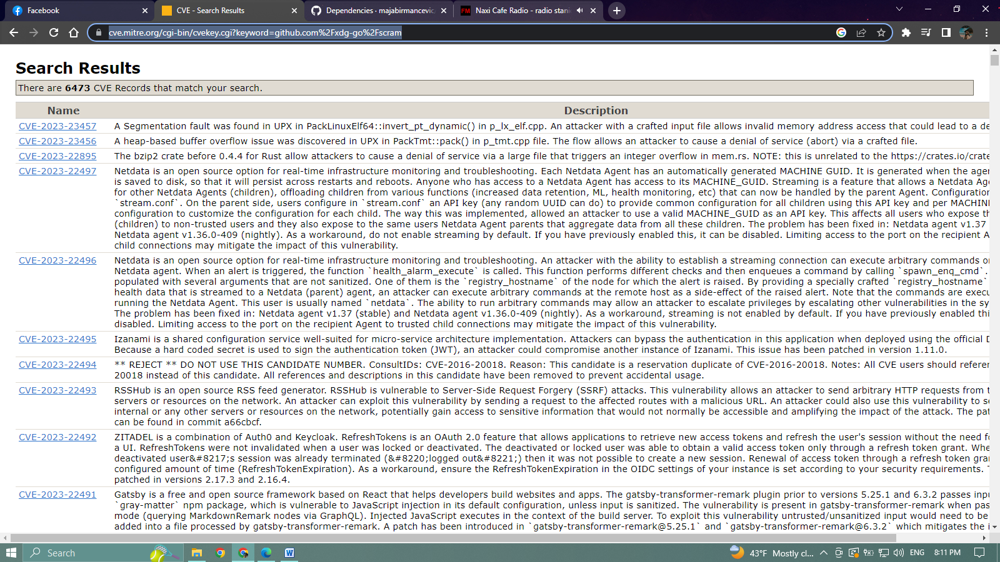 Facebook
CVE - Search Results
Dependencies · majabirmancevic/
Naxi Cafe Radio - radio stani
cve.mitre.org/cgi-bin/cvekey.cgi?keyword=github.com%2Fxdg-go%2Fscram
Search Results
There are 6473 CVE Records that match your search.
Name Description
CVE-2023-23457 A Segmentation fault was found in UPX in PackLinuxElf64::invert_pt_dynamic() in p_lx_elf.cpp. An attacker with a crafted input file allows invalid memory address access that could lead to a de
CVE-2023-23456 A heap-based buffer overflow issue was discovered in UPX in PackTmt::pack() in p_tmt.cpp file. The flow allows an attacker to cause a denial of service (abort) via a crafted file.
CVE-2023-22895 The bzip2 crate before 0.4.4 for Rust allow attackers to cause a denial of service via a large file that triggers an integer overflow in mem.rs. NOTE: this is unrelated to the https://crates.io/crate
CVE-2023-22497 Netdata is an open source option for real-time infrastructure monitoring and troubleshooting. Each Netdata Agent has an automatically generated MACHINE GUID. It is generated when the agen
is saved to disk, so that it will persist across restarts and reboots. Anyone who has access to a Netdata Agent has access to its MACHINE_GUID. Streaming is a feature that allows a Netdata Age
for other Netdata Agents (children), offloading children from various functions (increased data retention, ML, health monitoring, etc) that can now be handled by the parent Agent. Configuration
`stream.conf`. On the parent side, users configure in `stream.conf` an API key (any random UUID can do) to provide common configuration for all children using this API key and per MACHIN
configuration to customize the configuration for each child. The way this was implemented, allowed an attacker to use a valid MACHINE_GUID as an API key. This affects all users who expose th
(children) to non-trusted users and they also expose to the same users Netdata Agent parents that aggregate data from all these children. The problem has been fixed in: Netdata agent v1.37
Netdata agent v1.36.0-409 (nightly). As a workaround, do not enable streaming by default. If you have previously enabled this, it can be disabled. Limiting access to the port on the recipient A
child connections may mitigate the impact of this vulnerability.
CVE-2023-22496 Netdata is an open source option for real-time infrastructure monitoring and troubleshooting. An attacker with the ability to establish a streaming connection can execute arbitrary commands o
Netdata agent. When an alert is triggered, the function `health_alarm_execute` is called. This function performs different checks and then enqueues a command by calling `spawn_enq_cmd`.
populated with several arguments that are not sanitized. One of them is the `registry_hostname` of the node for which the alert is raised. By providing a specially crafted `registry_hostname`
health data that is streamed to a Netdata (parent) agent, an attacker can execute arbitrary commands at the remote host as a side-effect of the raised alert. Note that the commands are execu
running the Netdata Agent. This user is usually named `netdata`. The ability to run arbitrary commands may allow an attacker to escalate privileges by escalating other vulnerabilities in the sy
The problem has been fixed in: Netdata agent v1.37 (stable) and Netdata agent v1.36.0-409 (nightly). As a workaround, streaming is not enabled by default. If you have previously enabled thi
disabled. Limiting access to the port on the recipient Agent to trusted child connections may mitigate the impact of this vulnerability.
CVE-2023-22495 Izanami is a shared configuration service well-suited for micro-service architecture implementation. Attackers can bypass the authentication in this application when deployed using the official D
Because a hard coded secret is used to sign the authentication token (JWT), an attacker could compromise another instance of Izanami. This issue has been patched in version 1.11.0.
CVE-2023-22494 ** REJECT ** DO NOT USE THIS CANDIDATE NUMBER. ConsultIDs: CVE-2016-20018. Reason: This candidate is a reservation duplicate of CVE-2016-20018. Notes: All CVE users should referen
20018 instead of this candidate. All references and descriptions in this candidate have been removed to prevent accidental usage.
CVE-2023-22493 RSSHub is an open source RSS feed generator. RSSHub is vulnerable to Server-Side Request Forgery (SSRF) attacks. This vulnerability allows an attacker to send arbitrary HTTP requests from t
servers or resources on the network. An attacker can exploit this vulnerability by sending a request to the affected routes with a malicious URL. An attacker could also use this vulnerability to se
internal or any other servers or resources on the network, potentially gain access to sensitive information that would not normally be accessible and amplifying the impact of the attack. The pat
can be found in commit a66cbcf.
CVE-2023-22492 ZITADEL is a combination of Auth0 and Keycloak. RefreshTokens is an OAuth 2.0 feature that allows applications to retrieve new access tokens and refresh the user's session without the need fo
a UI. RefreshTokens were not invalidated when a user was locked or deactivated. The deactivated or locked user was able to obtain a valid access token only through a refresh token grant. Whe
deactivated user&#8217;s session was already terminated (&#8220;logged out&#8221;) then it was not possible to create a new session. Renewal of access token through a refresh token gran
configured amount of time (RefreshTokenExpiration). As a workaround, ensure the RefreshTokenExpiration in the OIDC settings of your instance is set according to your security requirements. T
patched in versions 2.17.3 and 2.16.4.
CVE-2023-22491 Gatsby is a free and open source framework based on React that helps developers build websites and apps. The gatsby-transformer-remark plugin prior to versions 5.25.1 and 6.3.2 passes inpu
`gray-matter` npm package, which is vulnerable to JavaScript injection in its default configuration, unless input is sanitized. The vulnerability is present in gatsby-transformer-remark when pas
mode (querying MarkdownRemark nodes via GraphQL). Injected JavaScript executes in the context of the build server. To exploit this vulnerability untrusted/unsanitized input would need to be
added into a file processed by gatsby-transformer-remark. A patch has been introduced in `gatsby-transformer-remark@5.25.1` and `gatsby-transformer-remark@6.3.2` which mitigates the i
Search
43°F Mostly cl... ENG 8:11 PM